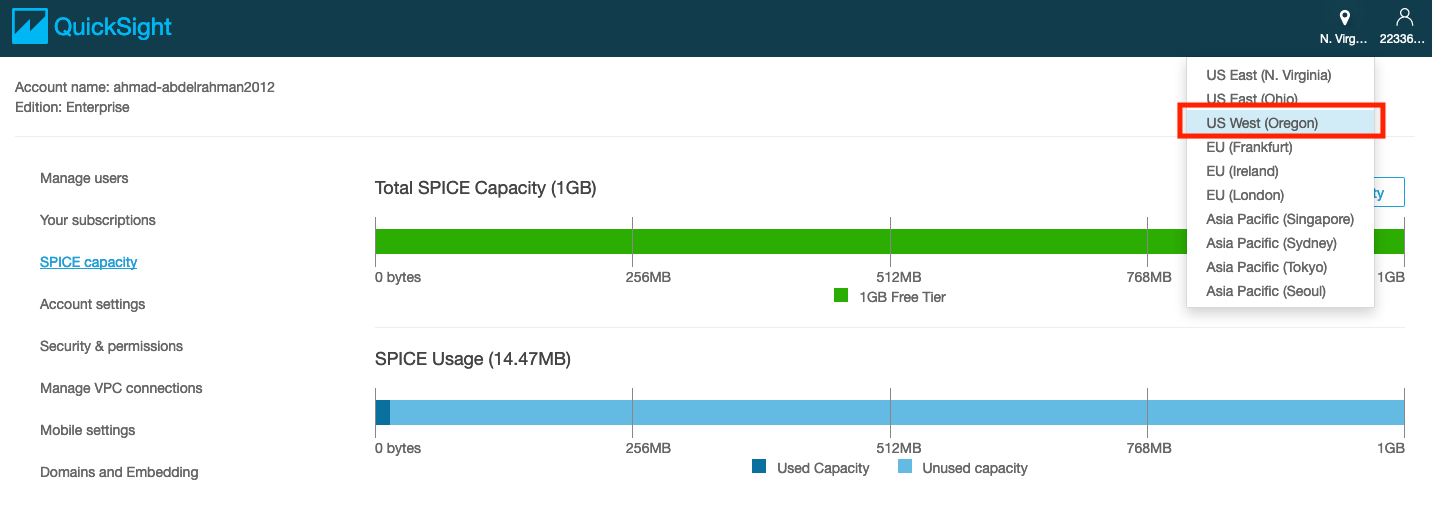 QuickSight
N. Virg...
22336...
Account name: ahmad-abdelrahman2012
Edition: Enterprise
US East (N. Virginia)
US East (Ohio)
US West (Oregon)
EU (Frankfurt)
EU (Ireland)
EU (London)
Asia Pacific (Singapore)
Asia Pacific (Sydney)
Asia Pacific (Tokyo)
Asia Pacific (Seoul)
Manage users
Your subscriptions
SPICE capacity
Account settings
Security & permissions
Manage VPC connections
Mobile settings
Domains and Embedding
Total SPICE Capacity (1GB)
0 bytes 256MB 512MB 768MB 1GB
1GB Free Tier
SPICE Usage (14.47MB)
0 bytes 256MB 512MB 768MB 1GB
Used Capacity Unused capacity